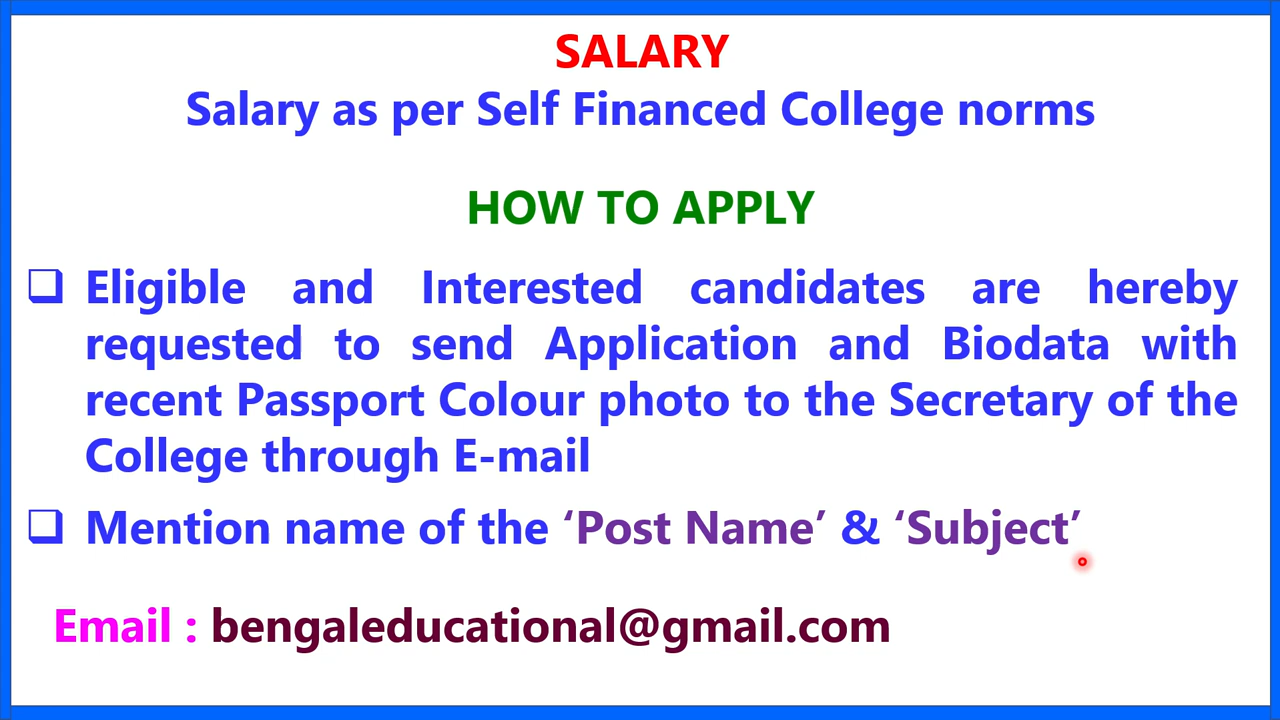 SALARY
Salary as per Self Financed College norms
HOW TO APPLY
❑ Eligible and Interested candidates are hereby
requested to send Application and Biodata with
recent Passport Colour photo to the Secretary of the
College through E-mail
❑ Mention name of the ‘Post Name’ & ‘Subject’
Email : bengaleducational@gmail.com